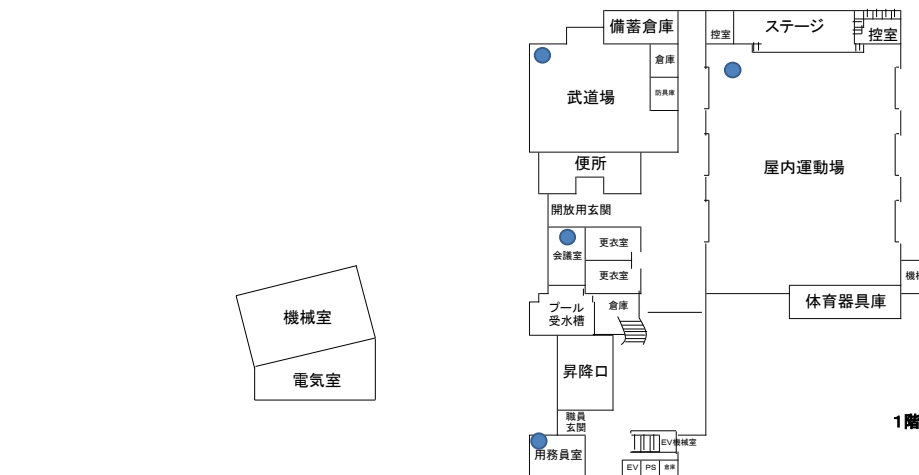 備蓄倉庫
控室
ステージ
控室
倉庫
武道場
防具庫
便所
屋内運動場
開放用玄関
会議室
更衣室
更衣室
プール
受水槽
倉庫
体育器具庫
機械室
電気室
昇降口
職員
玄関
1階
EV機械室
用務員室
EV
PS
倉庫